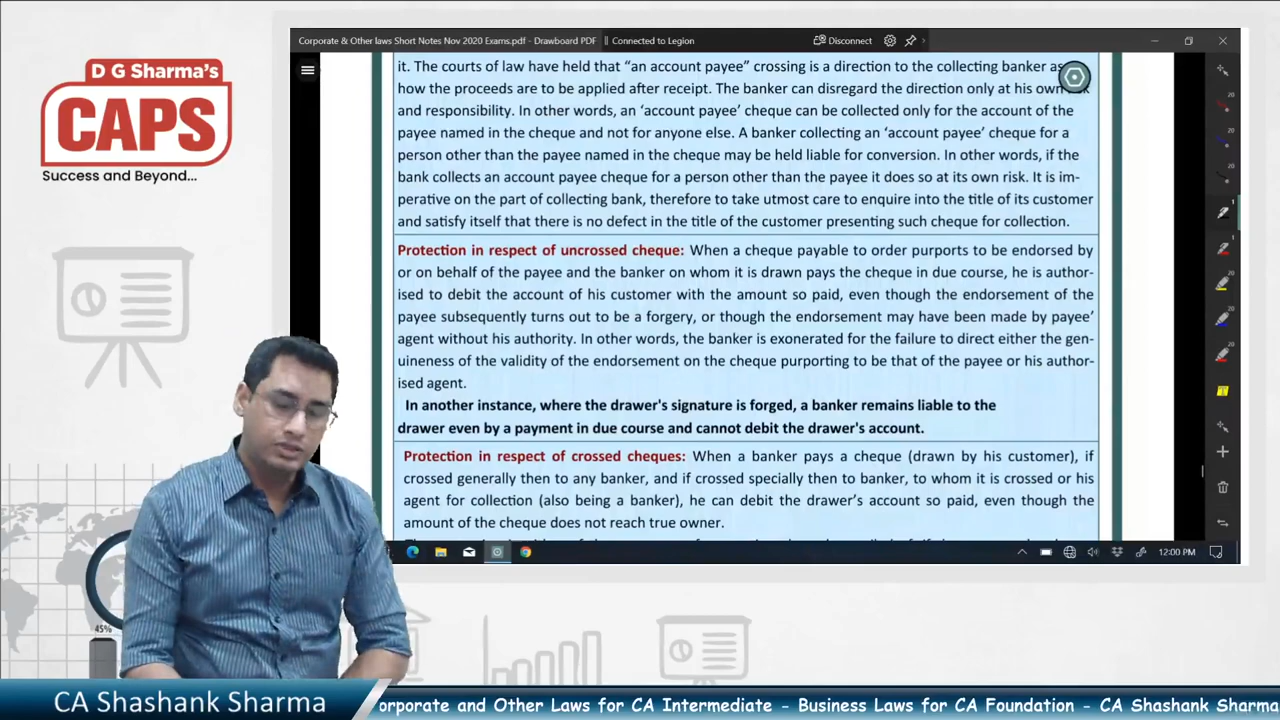 D G Sharma's
CAPS
Success and Beyond...
Corporate & Other laws Short Notes Nov 2020 Exams.pdf - Drawboard PDF || Connected to Legion
Disconnect
it. The courts of law have held that “an account payee” crossing is a direction to the collecting banker as
how the proceeds are to be applied after receipt. The banker can disregard the direction only at his own
and responsibility. In other words, an ‘account payee’ cheque can be collected only for the account of the
payee named in the cheque and not for anyone else. A banker collecting an ‘account payee’ cheque for a
person other than the payee named in the cheque may be held liable for conversion. In other words, if the
bank collects an account payee cheque for a person other than the payee it does so at its own risk. It is im-
perative on the part of collecting bank, therefore to take utmost care to enquire into the title of its customer
and satisfy itself that there is no defect in the title of the customer presenting such cheque for collection.
Protection in respect of uncrossed cheque: When a cheque payable to order purports to be endorsed by
or on behalf of the payee and the banker on whom it is drawn pays the cheque in due course, he is author-
ised to debit the account of his customer with the amount so paid, even though the endorsement of the
payee subsequently turns out to be a forgery, or though the endorsement may have been made by payee’
agent without his authority. In other words, the banker is exonerated for the failure to direct either the gen-
uineness of the validity of the endorsement on the cheque purporting to be that of the payee or his author-
ised agent.
In another instance, where the drawer's signature is forged, a banker remains liable to the
drawer even by a payment in due course and cannot debit the drawer's account.
Protection in respect of crossed cheques: When a banker pays a cheque (drawn by his customer), if
crossed generally then to any banker, and if crossed specially then to banker, to whom it is crossed or his
agent for collection (also being a banker), he can debit the drawer’s account so paid, even though the
amount of the cheque does not reach true owner.
12:00 PM
45%
CA Shashank Sharma
orporate and Other Laws for CA Intermediate - Business Laws for CA Foundation - CA Shashank Sharma